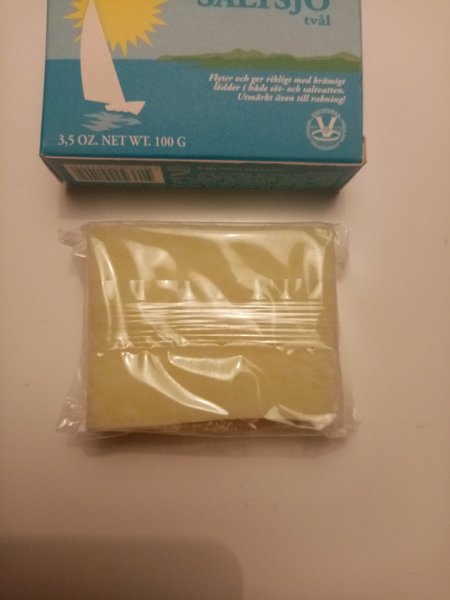 SALTSJÖ
tvål
Flyter och ger rikligt med krämigt
lödder i både söt- och saltvatten.
Utmärkt även till rakning!
3,5 OZ. NET WT. 100 G